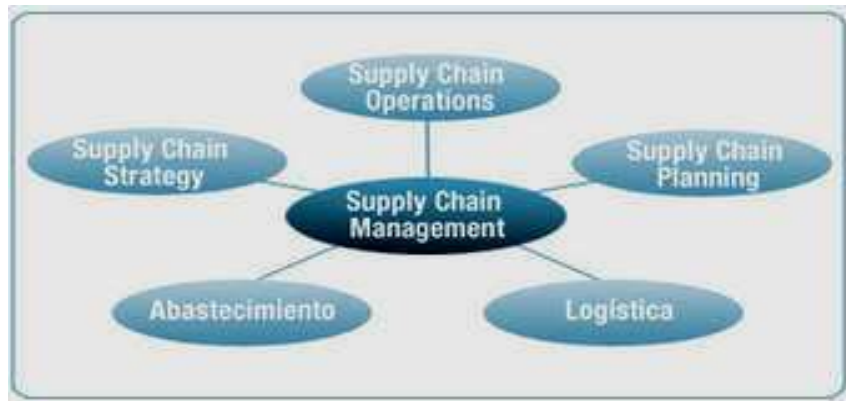 Supply Chain
Operations
Supply Chain
Strategy
Supply Chain
Planning
Supply Chain
Management
Abastecimiento
Logística